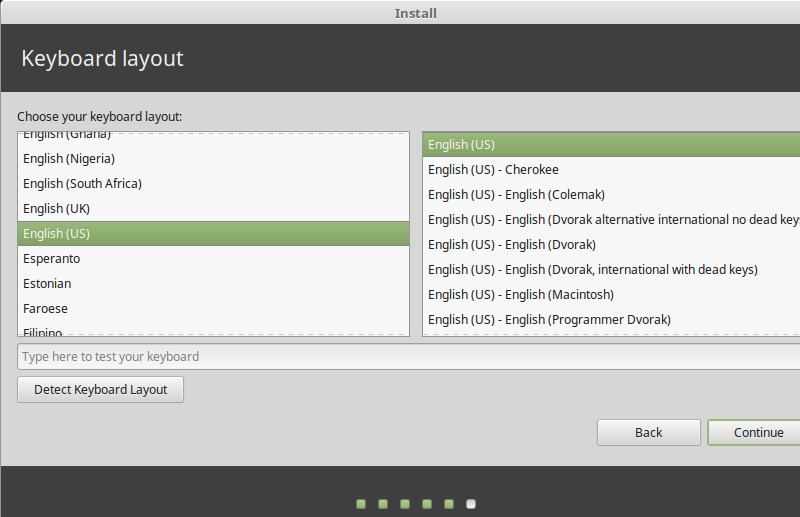 Install
Keyboard layout
Choose your keyboard layout:
English (Ghana)
English (Nigeria)
English (South Africa)
English (UK)
English (US)
Esperanto
Estonian
Faroese
Filipino
English (US)
English (US) - Cherokee
English (US) - English (Colemak)
English (US) - English (Dvorak alternative international no dead keys
English (US) - English (Dvorak)
English (US) - English (Dvorak, international with dead keys)
English (US) - English (Macintosh)
English (US) - English (Programmer Dvorak)
Type here to test your keyboard
Detect Keyboard Layout
Back
Continue